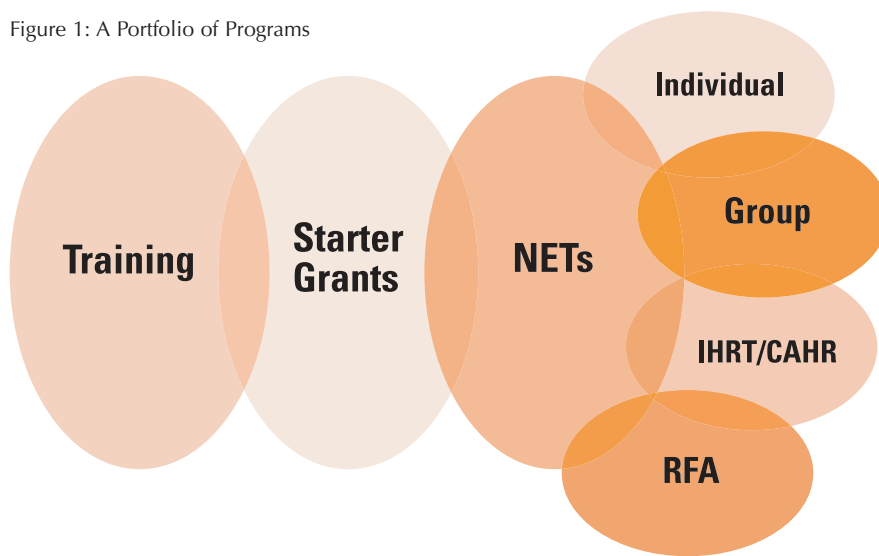 Figure 1: A Portfolio of Programs
Individual
Group
Training
Starter
Grants
NETs
IHRT/CAHR
RFA